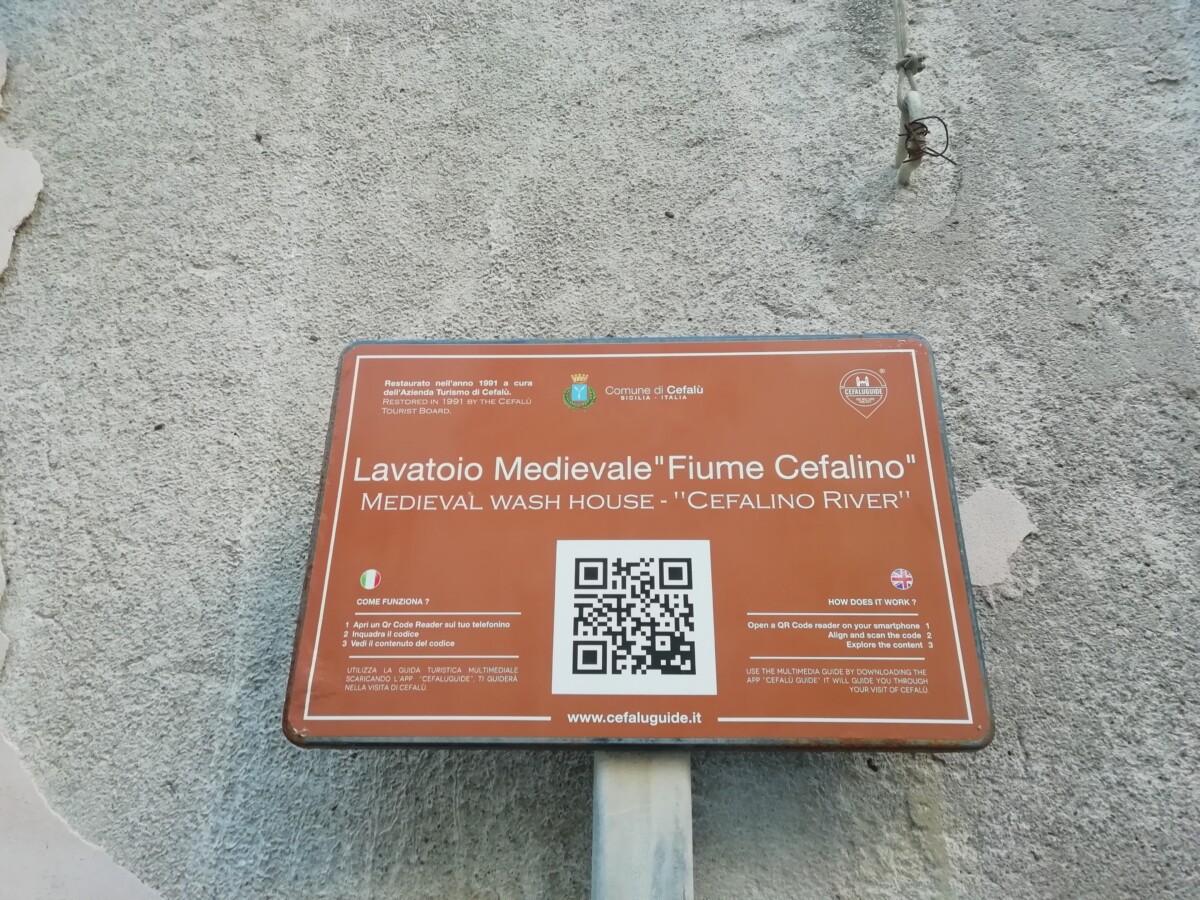 Restaurato nell'anno 1991 a cura
dell'Azienda Turismo di Cefalù.
RESTORED IN 1991 BY THE CEFALÙ
TOURIST BOARD.
Comune di Cefalù
SICILIA - ITALIA
CEFALUGUIDE
®
Lavatoio Medievale"Fiume Cefalino"
MEDIEVAL WASH HOUSE - "CEFALINO RIVER"
COME FUNZIONA ?
1 Apri un Qr Code Reader sul tuo telefonino
2 Inquadra il codice
3 Vedi il contenuto del codice
UTILIZZA LA GUIDA TURISTICA MULTIMEDIALE
SCARICANDO L'APP "CEFALUGUIDE", TI GUIDERÀ
NELLA VISITA DI CEFALÙ.
HOW DOES IT WORK ?
Open a QR Code reader on your smartphone 1
Align and scan the code 2
Explore the content 3
USE THE MULTIMEDIA GUIDE BY DOWNLOADING THE
APP "CEFALÙ GUIDE" IT WILL GUIDE YOU THROUGH
YOUR VISIT OF CEFALÙ.
www.cefaluguide.it